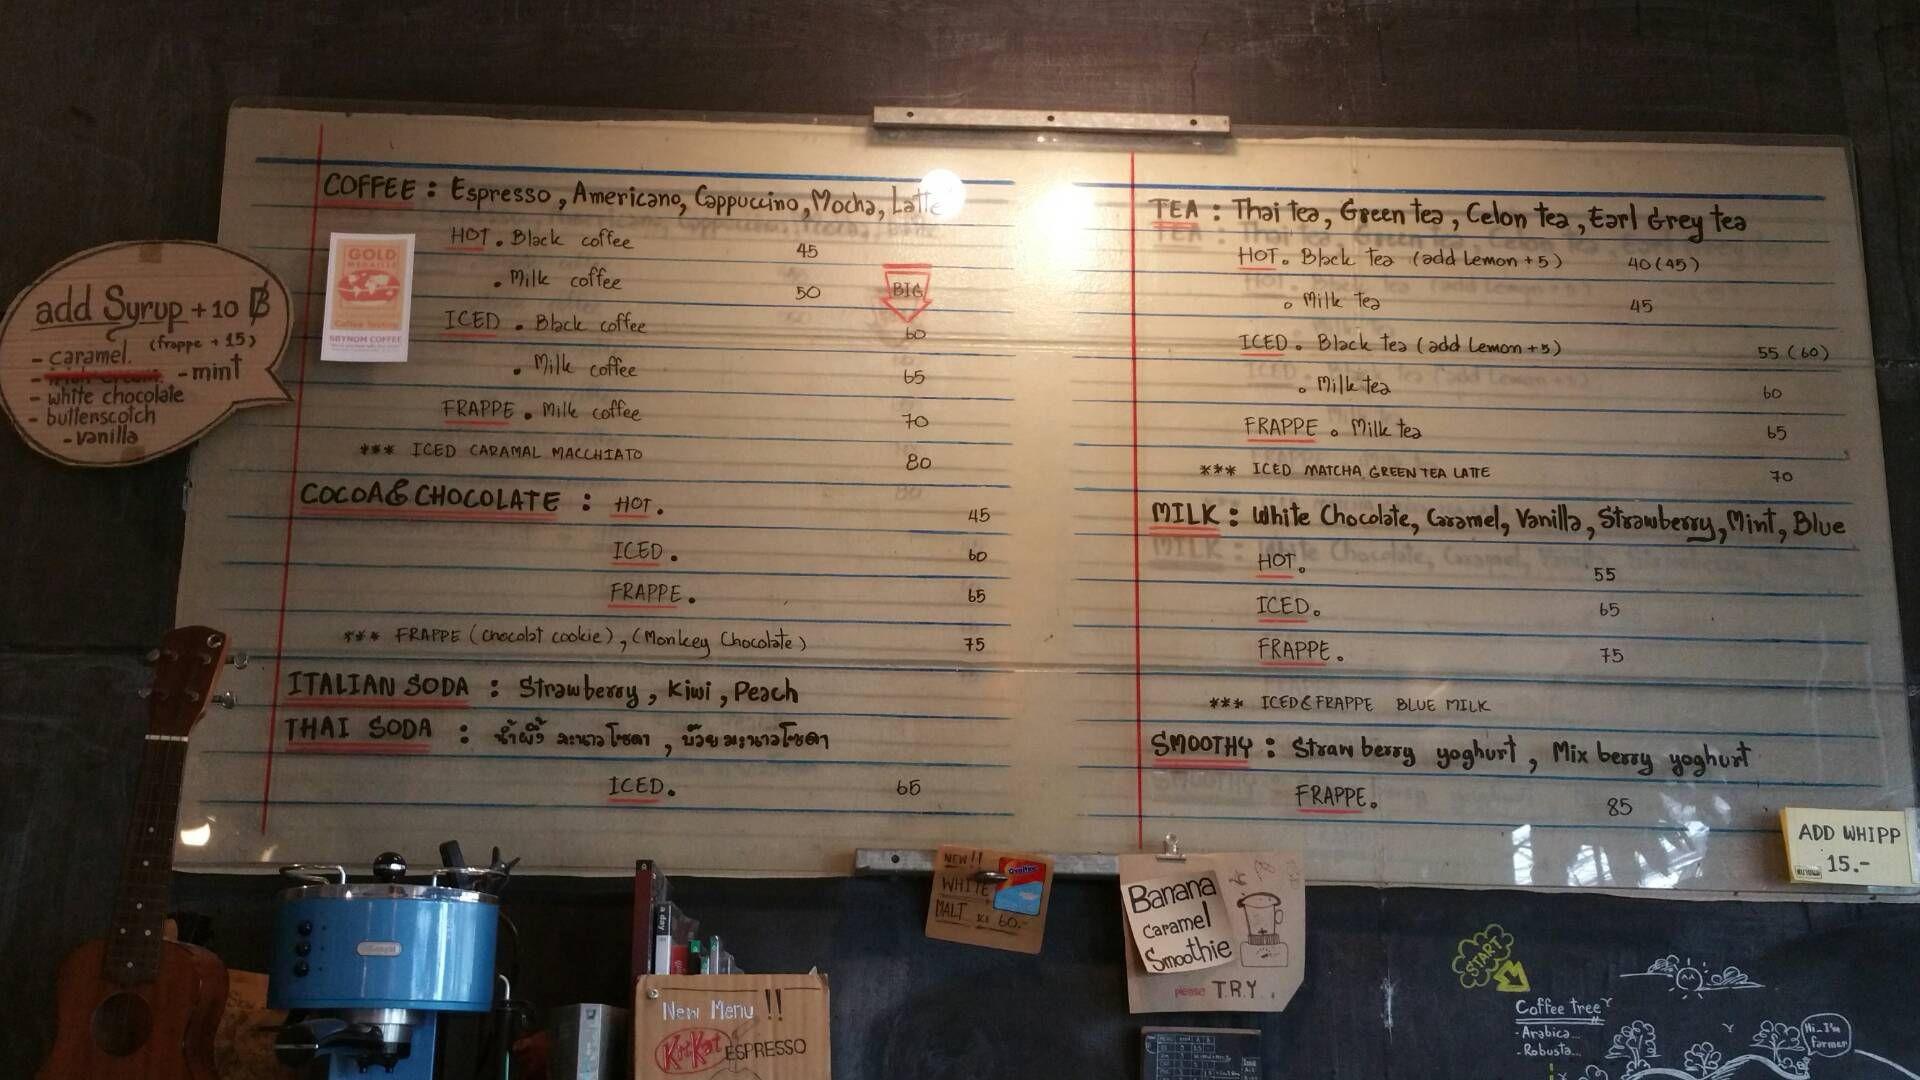 COFFEE : Espresso, Americano, Cappuccino, Mocha, Latte
HOT. Black coffee 45
. Milk coffee 50
BIG
ICED . Black coffee 60
. Milk coffee 65
FRAPPE . Milk coffee 70
*** ICED CARAMAL MACCHIATO 80
COCOA & CHOCOLATE : HOT. 45
ICED. 60
FRAPPE. 65
*** FRAPPE (chocolat cookie), (Monkey Chocolate) 75
ITALIAN SODA : Strawberry, Kiwi, Peach
THAI SODA : น้ำผึ้ง มะนาวโซดา, บ๊วยมะนาวโซดา
ICED. 65
TEA : Thai tea, Green tea, Celon tea, Earl Grey tea
HOT. Black tea (add Lemon +5) 40(45)
. Milk tea 45
ICED. Black tea (add Lemon +5) 55 (60)
. Milk tea 60
FRAPPE . Milk tea 65
*** ICED MATCHA GREEN TEA LATTE 70
MILK : White Chocolate, Caramel, Vanilla, Strawberry, Mint, Blue
HOT. 55
ICED. 65
FRAPPE. 75
*** ICED & FRAPPE BLUE MILK
SMOOTHY : Strawberry yoghurt, Mix berry yoghurt
FRAPPE. 85
add Syrup +10 ฿
(frappe + 15)
- caramel.
- mint
- white chocolate
- butterscotch
- vanilla
GOLD
MEDAILLE
Coffee Tasting
BRYNOM COFFEE
ADD WHIPP
15.-
NEW !!
WHITE
MALT 60.-
Ovaltine
Banana
Caramel
Smoothie
please T.R.Y.
New Menu !!
KitKat ESPRESSO
DeLonghi
START
Coffee tree
- Arabica...
- Robusta...
Hi - I'm
farmer